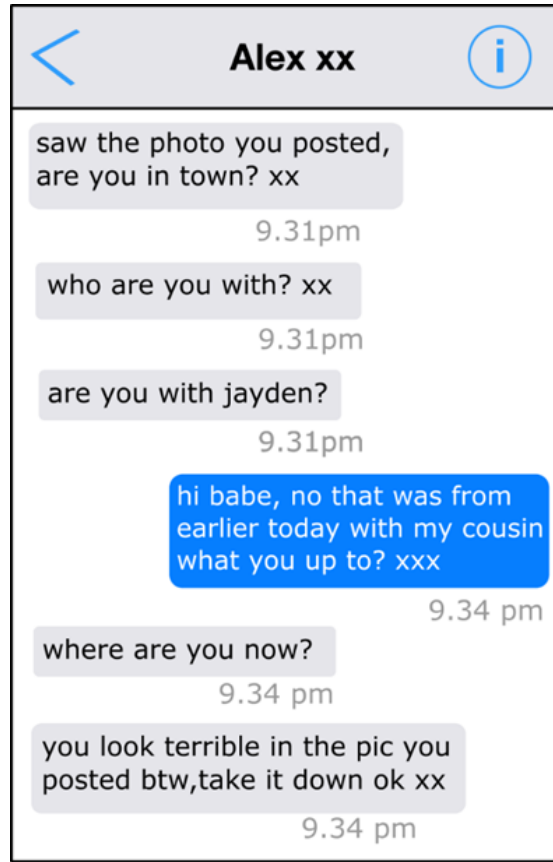 Alex xx
i
saw the photo you posted,
are you in town? xx
9.31pm
who are you with? xx
9.31pm
are you with jayden?
9.31pm
hi babe, no that was from
earlier today with my cousin
what you up to? xxx
9.34 pm
where are you now?
9.34 pm
you look terrible in the pic you
posted btw,take it down ok xx
9.34 pm